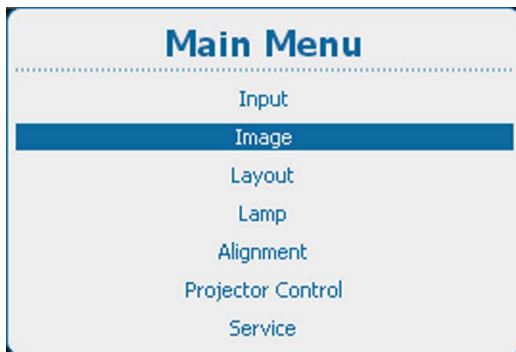 Main Menu
Input
Image
Layout
Lamp
Alignment
Projector Control
Service